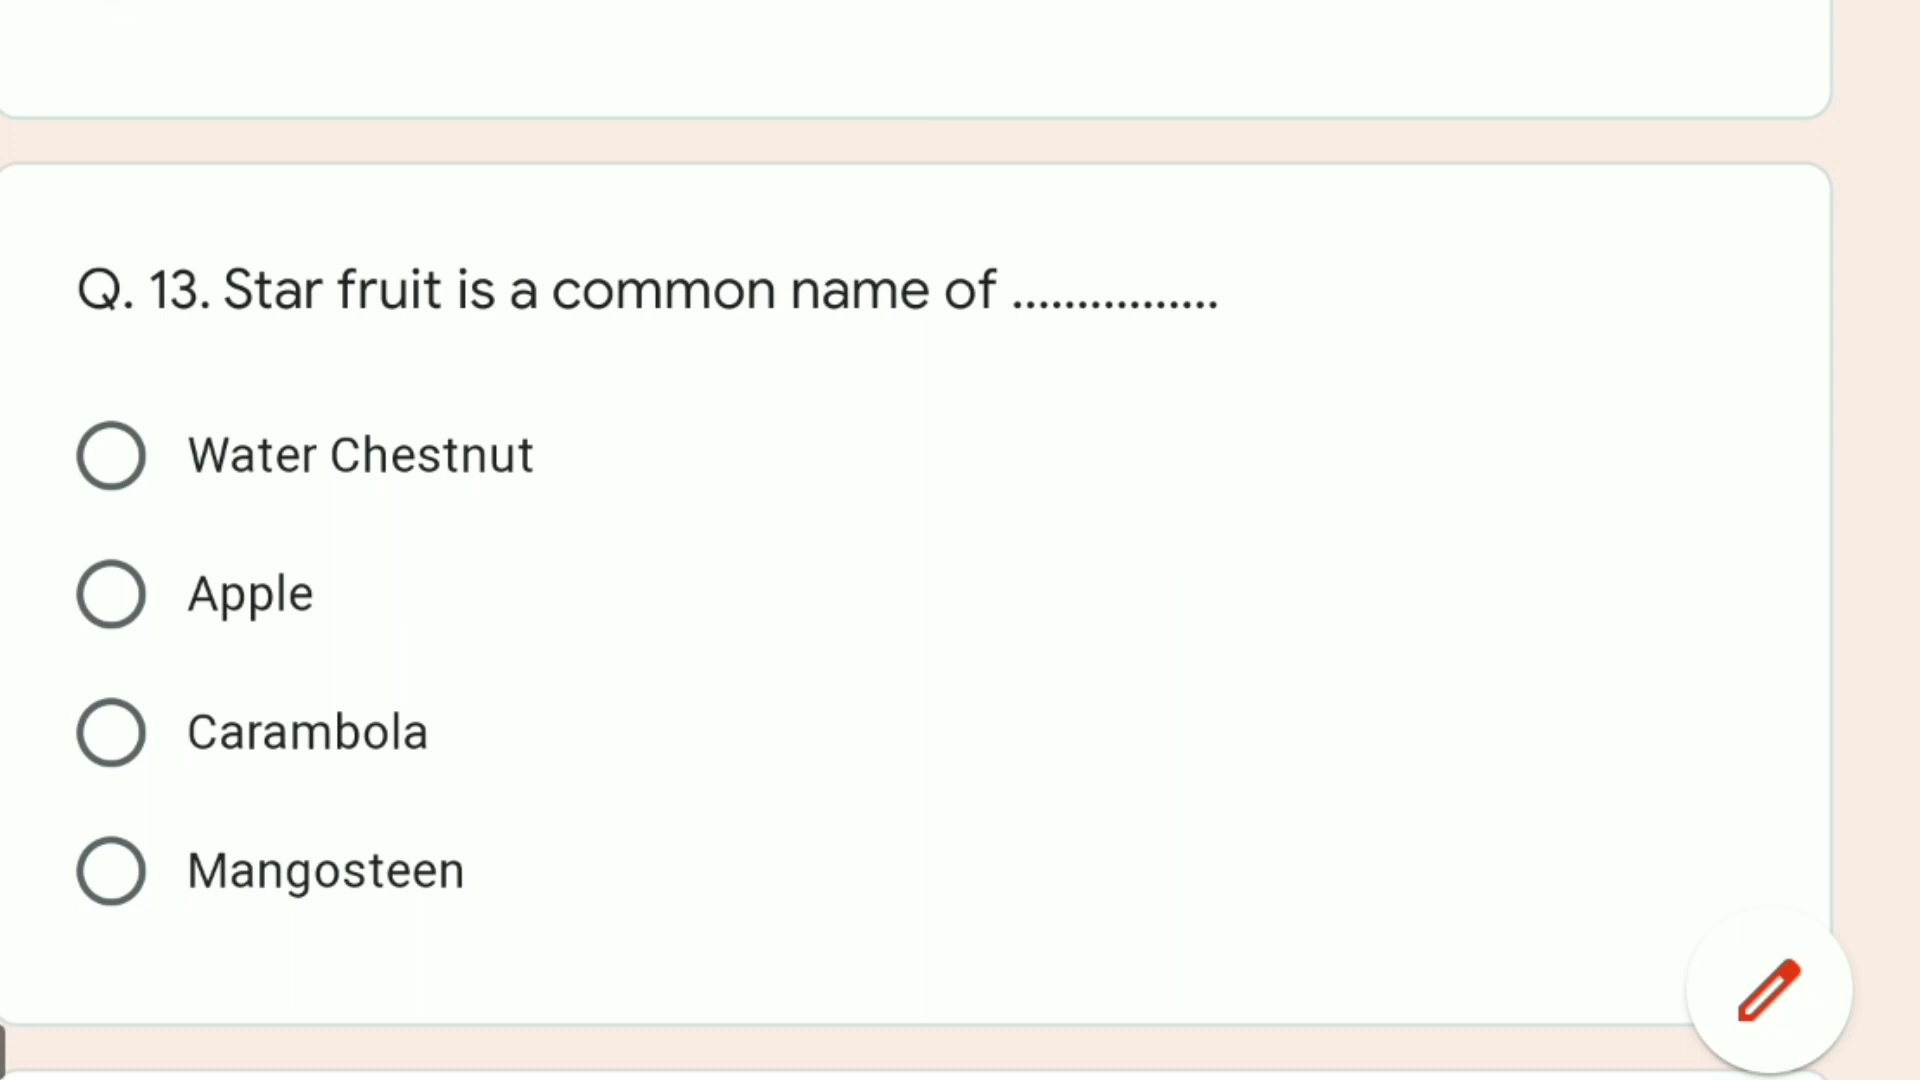 Q. 13. Star fruit is a common name of ................
Water Chestnut
Apple
Carambola
Mangosteen